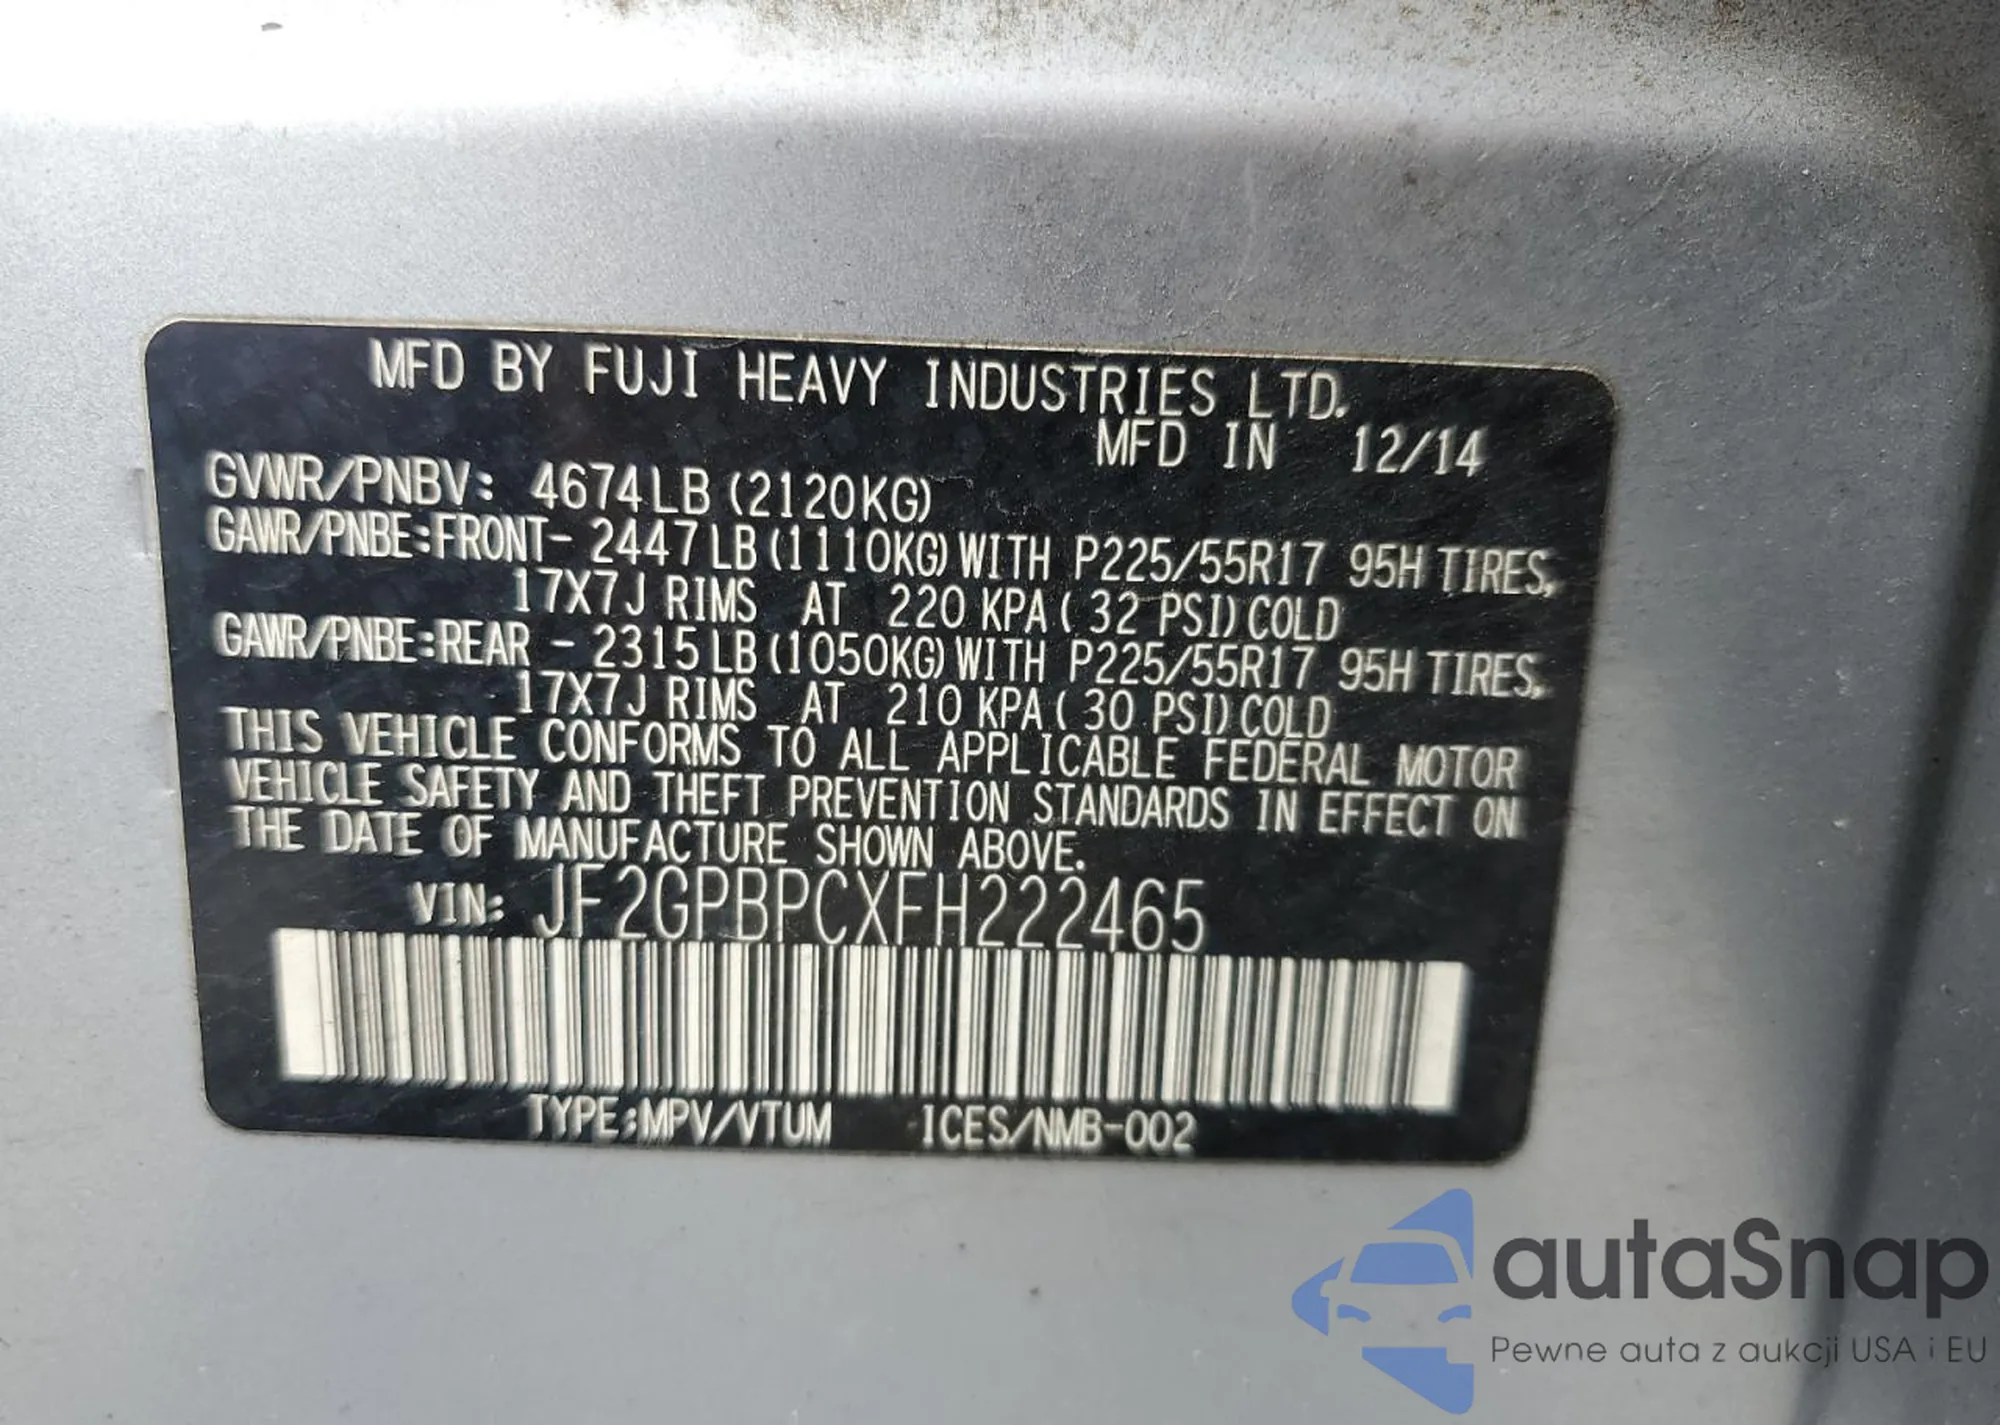 MFD BY FUJI HEAVY INDUSTRIES LTD.
MFD IN 12/14
GVWR/PNBV: 4674LB (2120KG)
GAWR/PNBE:FRONT- 2447LB(1110KG)WITH P225/55R17 95H TIRES,
17X7J RIMS AT 220 KPA( 32 PSI)COLD
GAWR/PNBE:REAR - 2315LB(1050KG)WITH P225/55R17 95H TIRES,
17X7J RIMS AT 210 KPA( 30 PSI)COLD
THIS VEHICLE CONFORMS TO ALL APPLICABLE FEDERAL MOTOR
VEHICLE SAFETY AND THEFT PREVENTION STANDARDS IN EFFECT ON
THE DATE OF MANUFACTURE SHOWN ABOVE.
VIN: JF2GPBPCXFH222465
TYPE:MPV/VTUM ICES/NMB-002
autaSnap
Pewne auta z aukcji USA i EU